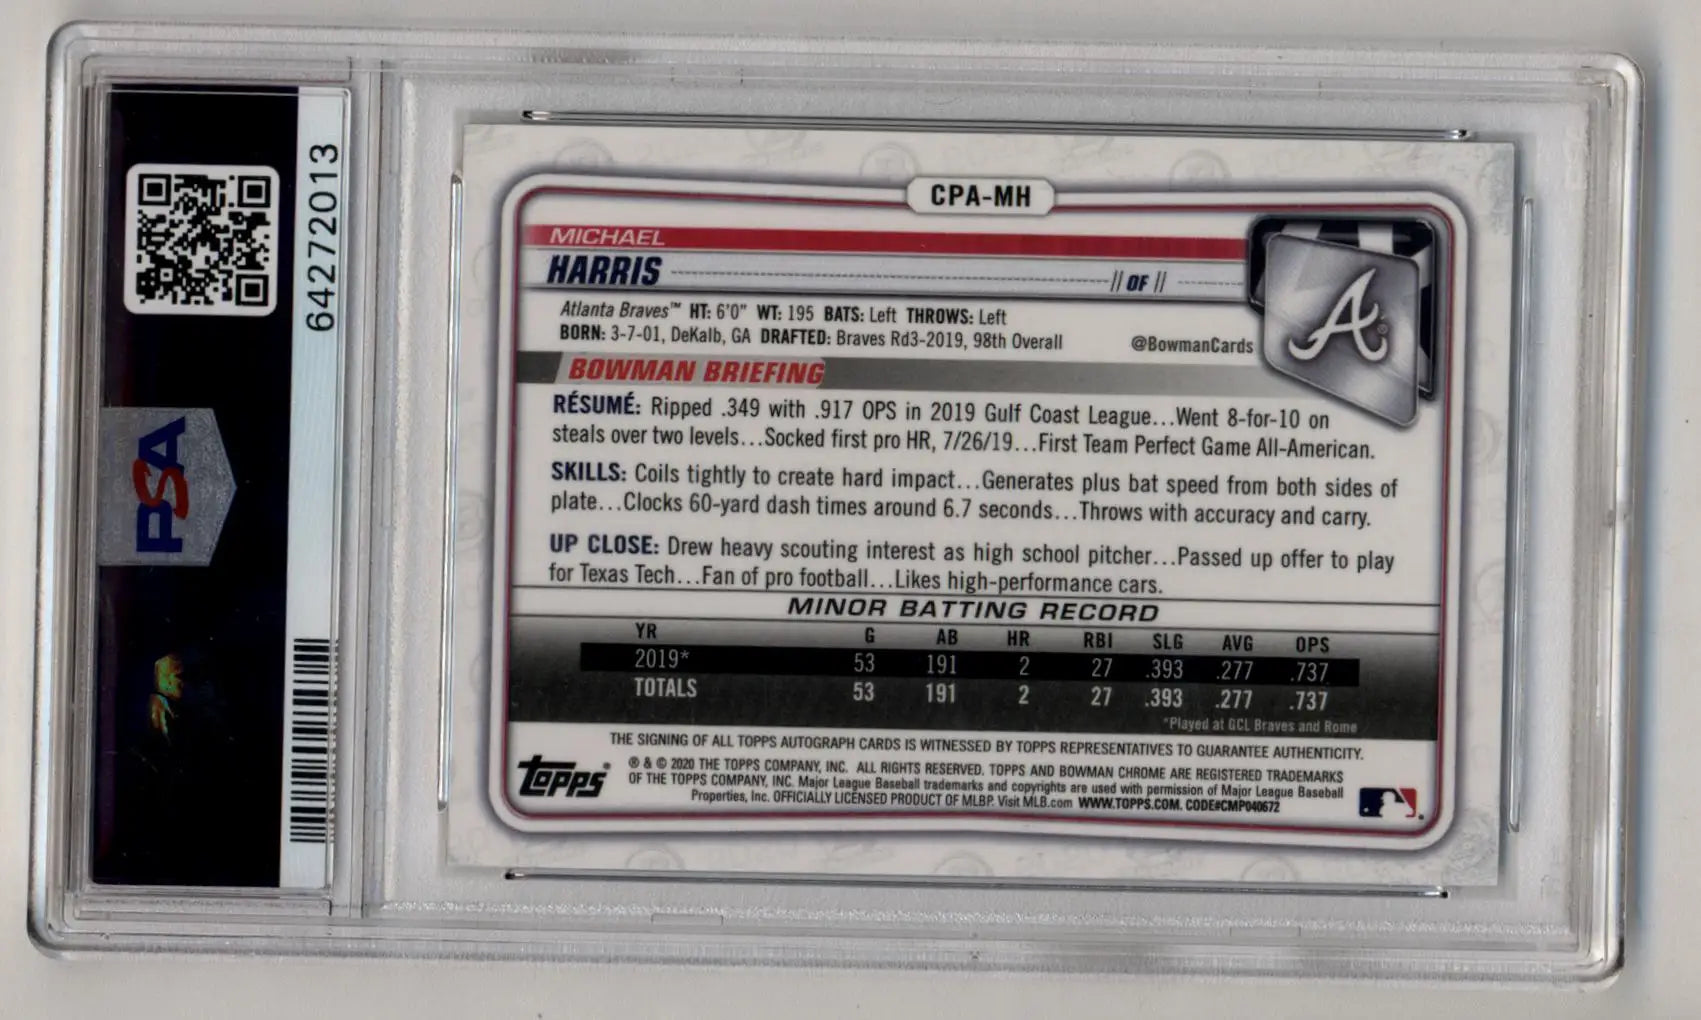 64272013
PSA
CPA-MH
MICHAEL
HARRIS
// OF //
Atlanta Braves™ HT: 6'0" WT: 195 BATS: Left THROWS: Left
BORN: 3-7-01, DeKalb, GA DRAFTED: Braves Rd3-2019, 98th Overall
@BowmanCards
A
BOWMAN BRIEFING
RÉSUMÉ: Ripped .349 with .917 OPS in 2019 Gulf Coast League...Went 8-for-10 on
steals over two levels...Socked first pro HR, 7/26/19...First Team Perfect Game All-American.
SKILLS: Coils tightly to create hard impact...Generates plus bat speed from both sides of
plate...Clocks 60-yard dash times around 6.7 seconds...Throws with accuracy and carry.
UP CLOSE: Drew heavy scouting interest as high school pitcher...Passed up offer to play
for Texas Tech...Fan of pro football...Likes high-performance cars.
MINOR BATTING RECORD
YR G AB HR RBI SLG AVG OPS
2019* 53 191 2 27 .393 .277 .737
TOTALS 53 191 2 27 .393 .277 .737
*Played at GCL Braves and Rome
THE SIGNING OF ALL TOPPS AUTOGRAPH CARDS IS WITNESSED BY TOPPS REPRESENTATIVES TO GUARANTEE AUTHENTICITY.
topps®
® & © 2020 THE TOPPS COMPANY, INC. ALL RIGHTS RESERVED. TOPPS AND BOWMAN CHROME ARE REGISTERED TRADEMARKS
OF THE TOPPS COMPANY, INC. Major League Baseball trademarks and copyrights are used with permission of Major League Baseball
Properties, Inc. OFFICIALLY LICENSED PRODUCT OF MLBP. Visit MLB.com WWW.TOPPS.COM. CODE#CMP040672